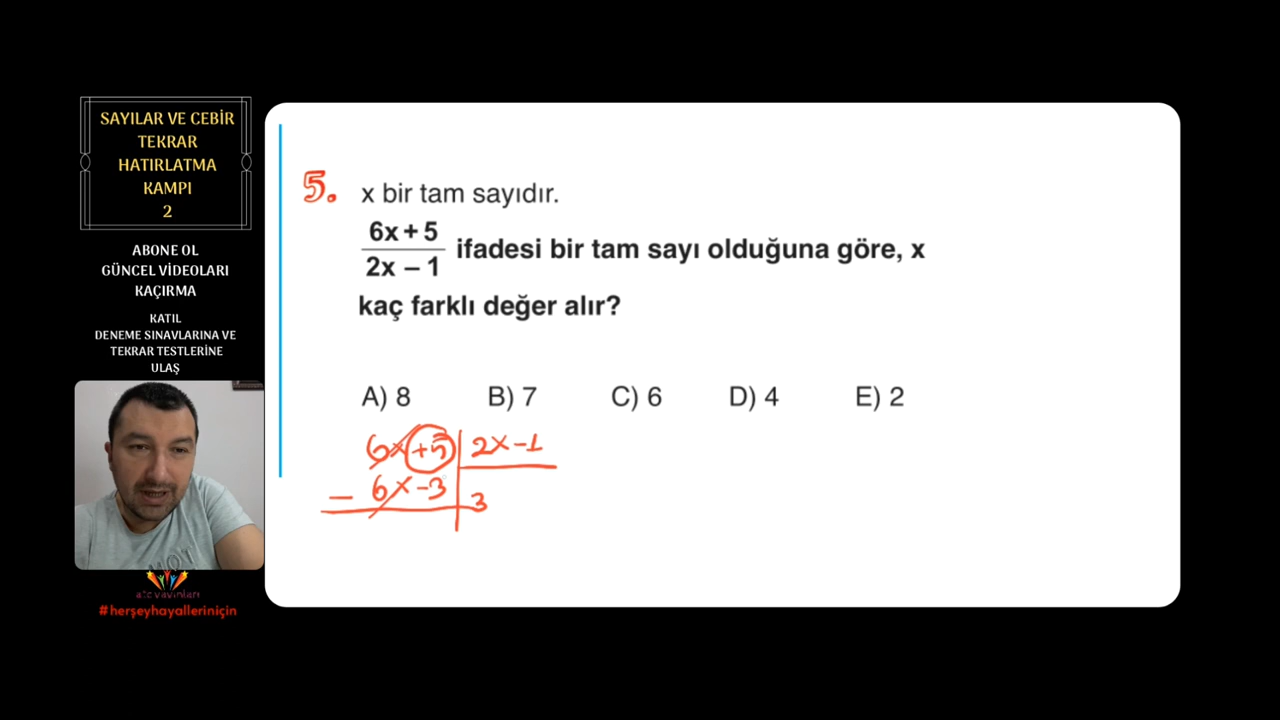 SAYILAR VE CEBİR
TEKRAR
HATIRLATMA
KAMPI
2
ABONE OL
GÜNCEL VİDEOLARI
KAÇIRMA
KATIL
DENEME SINAVLARINA VE
TEKRAR TESTLERİNE
ULAŞ
#herşeyhayalleriniçin
5. x bir tam sayıdır.
6x + 5
2x – 1
ifadesi bir tam sayı olduğuna göre, x
kaç farklı değer alır?
A) 8 B) 7 C) 6 D) 4 E) 2
6x +5 2x -1
- 6x -3 3